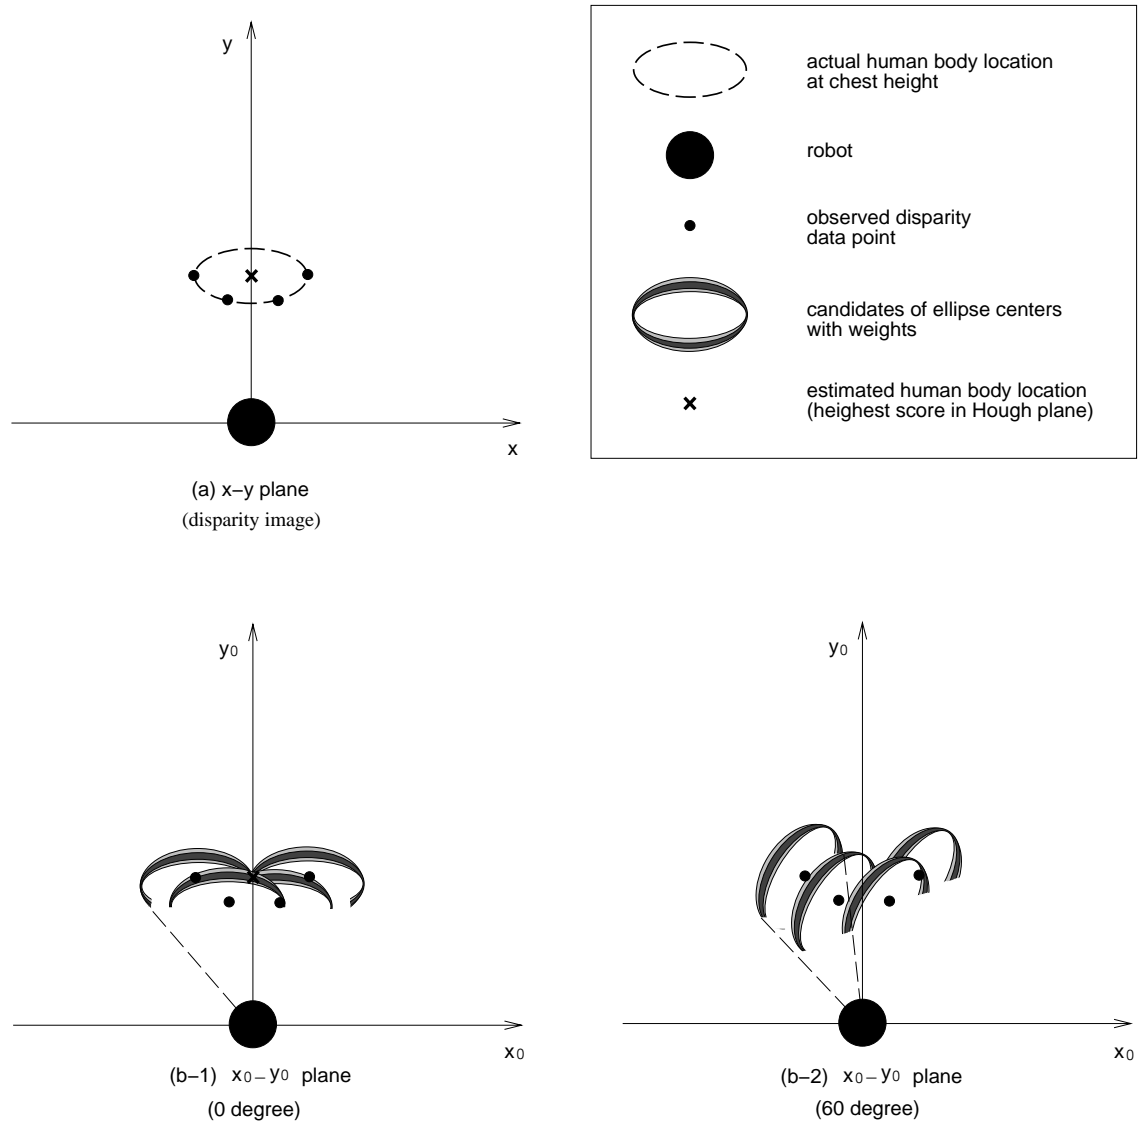 y
x
(a) x–y plane
(disparity image)
actual human body location
at chest height
robot
observed disparity
data point
candidates of ellipse centers
with weights
estimated human body location
(heighest score in Hough plane)
y0
x0
(b–1) x0–y0 plane
(0 degree)
y0
x0
(b–2) x0–y0 plane
(60 degree)